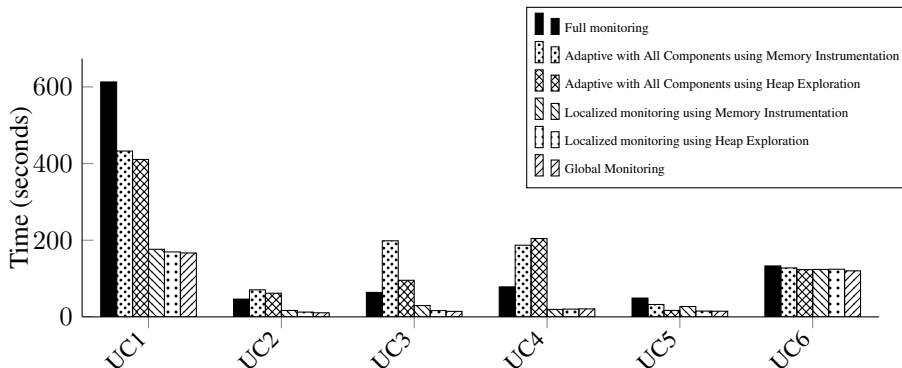 Full monitoring
Adaptive with All Components using Memory Instrumentation
Adaptive with All Components using Heap Exploration
Localized monitoring using Memory Instrumentation
Localized monitoring using Heap Exploration
Global Monitoring
Time (seconds)
600
400
200
0
UC1
UC2
UC3
UC4
UC5
UC6